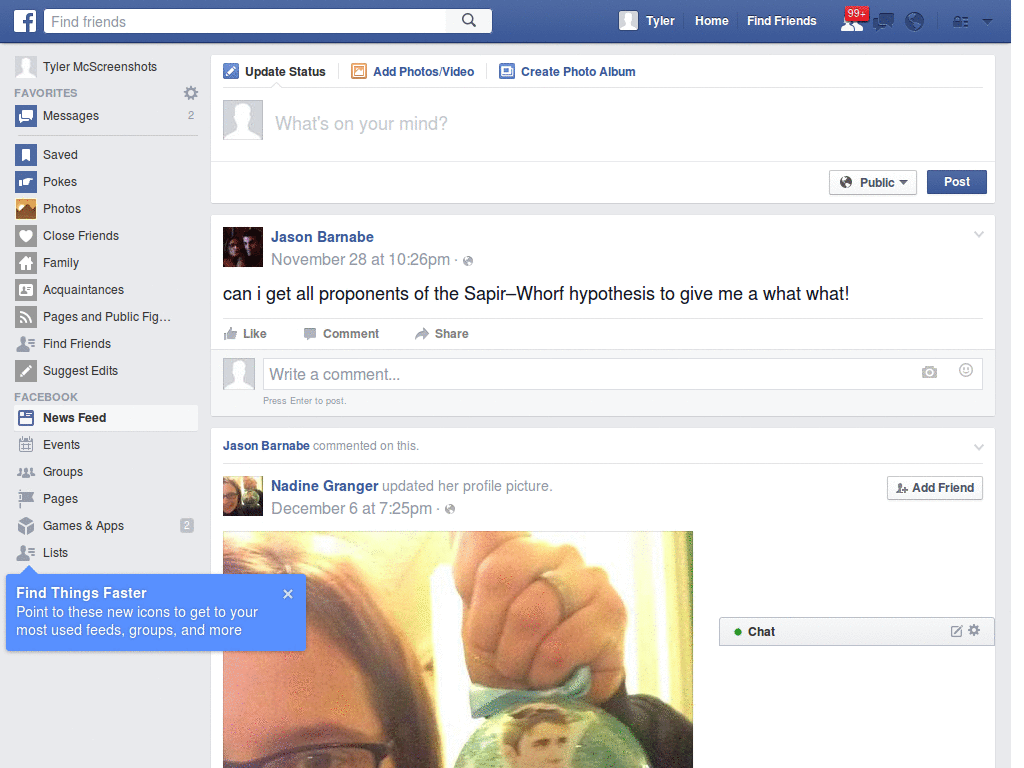 Find friends
Tyler
Home
Find Friends
99+
Tyler McScreenshots
FAVORITES
Messages
2
Saved
Pokes
Photos
Close Friends
Family
Acquaintances
Pages and Public Fig...
Find Friends
Suggest Edits
FACEBOOK
News Feed
Events
Groups
Pages
Games & Apps
2
Lists
Find Things Faster
Point to these new icons to get to your
most used feeds, groups, and more
Update Status
Add Photos/Video
Create Photo Album
What's on your mind?
Public
Post
Jason Barnabe
November 28 at 10:26pm ·
can i get all proponents of the Sapir–Whorf hypothesis to give me a what what!
Like
Comment
Share
Write a comment...
Press Enter to post.
Jason Barnabe commented on this.
Nadine Granger updated her profile picture.
December 6 at 7:25pm ·
Add Friend
Chat